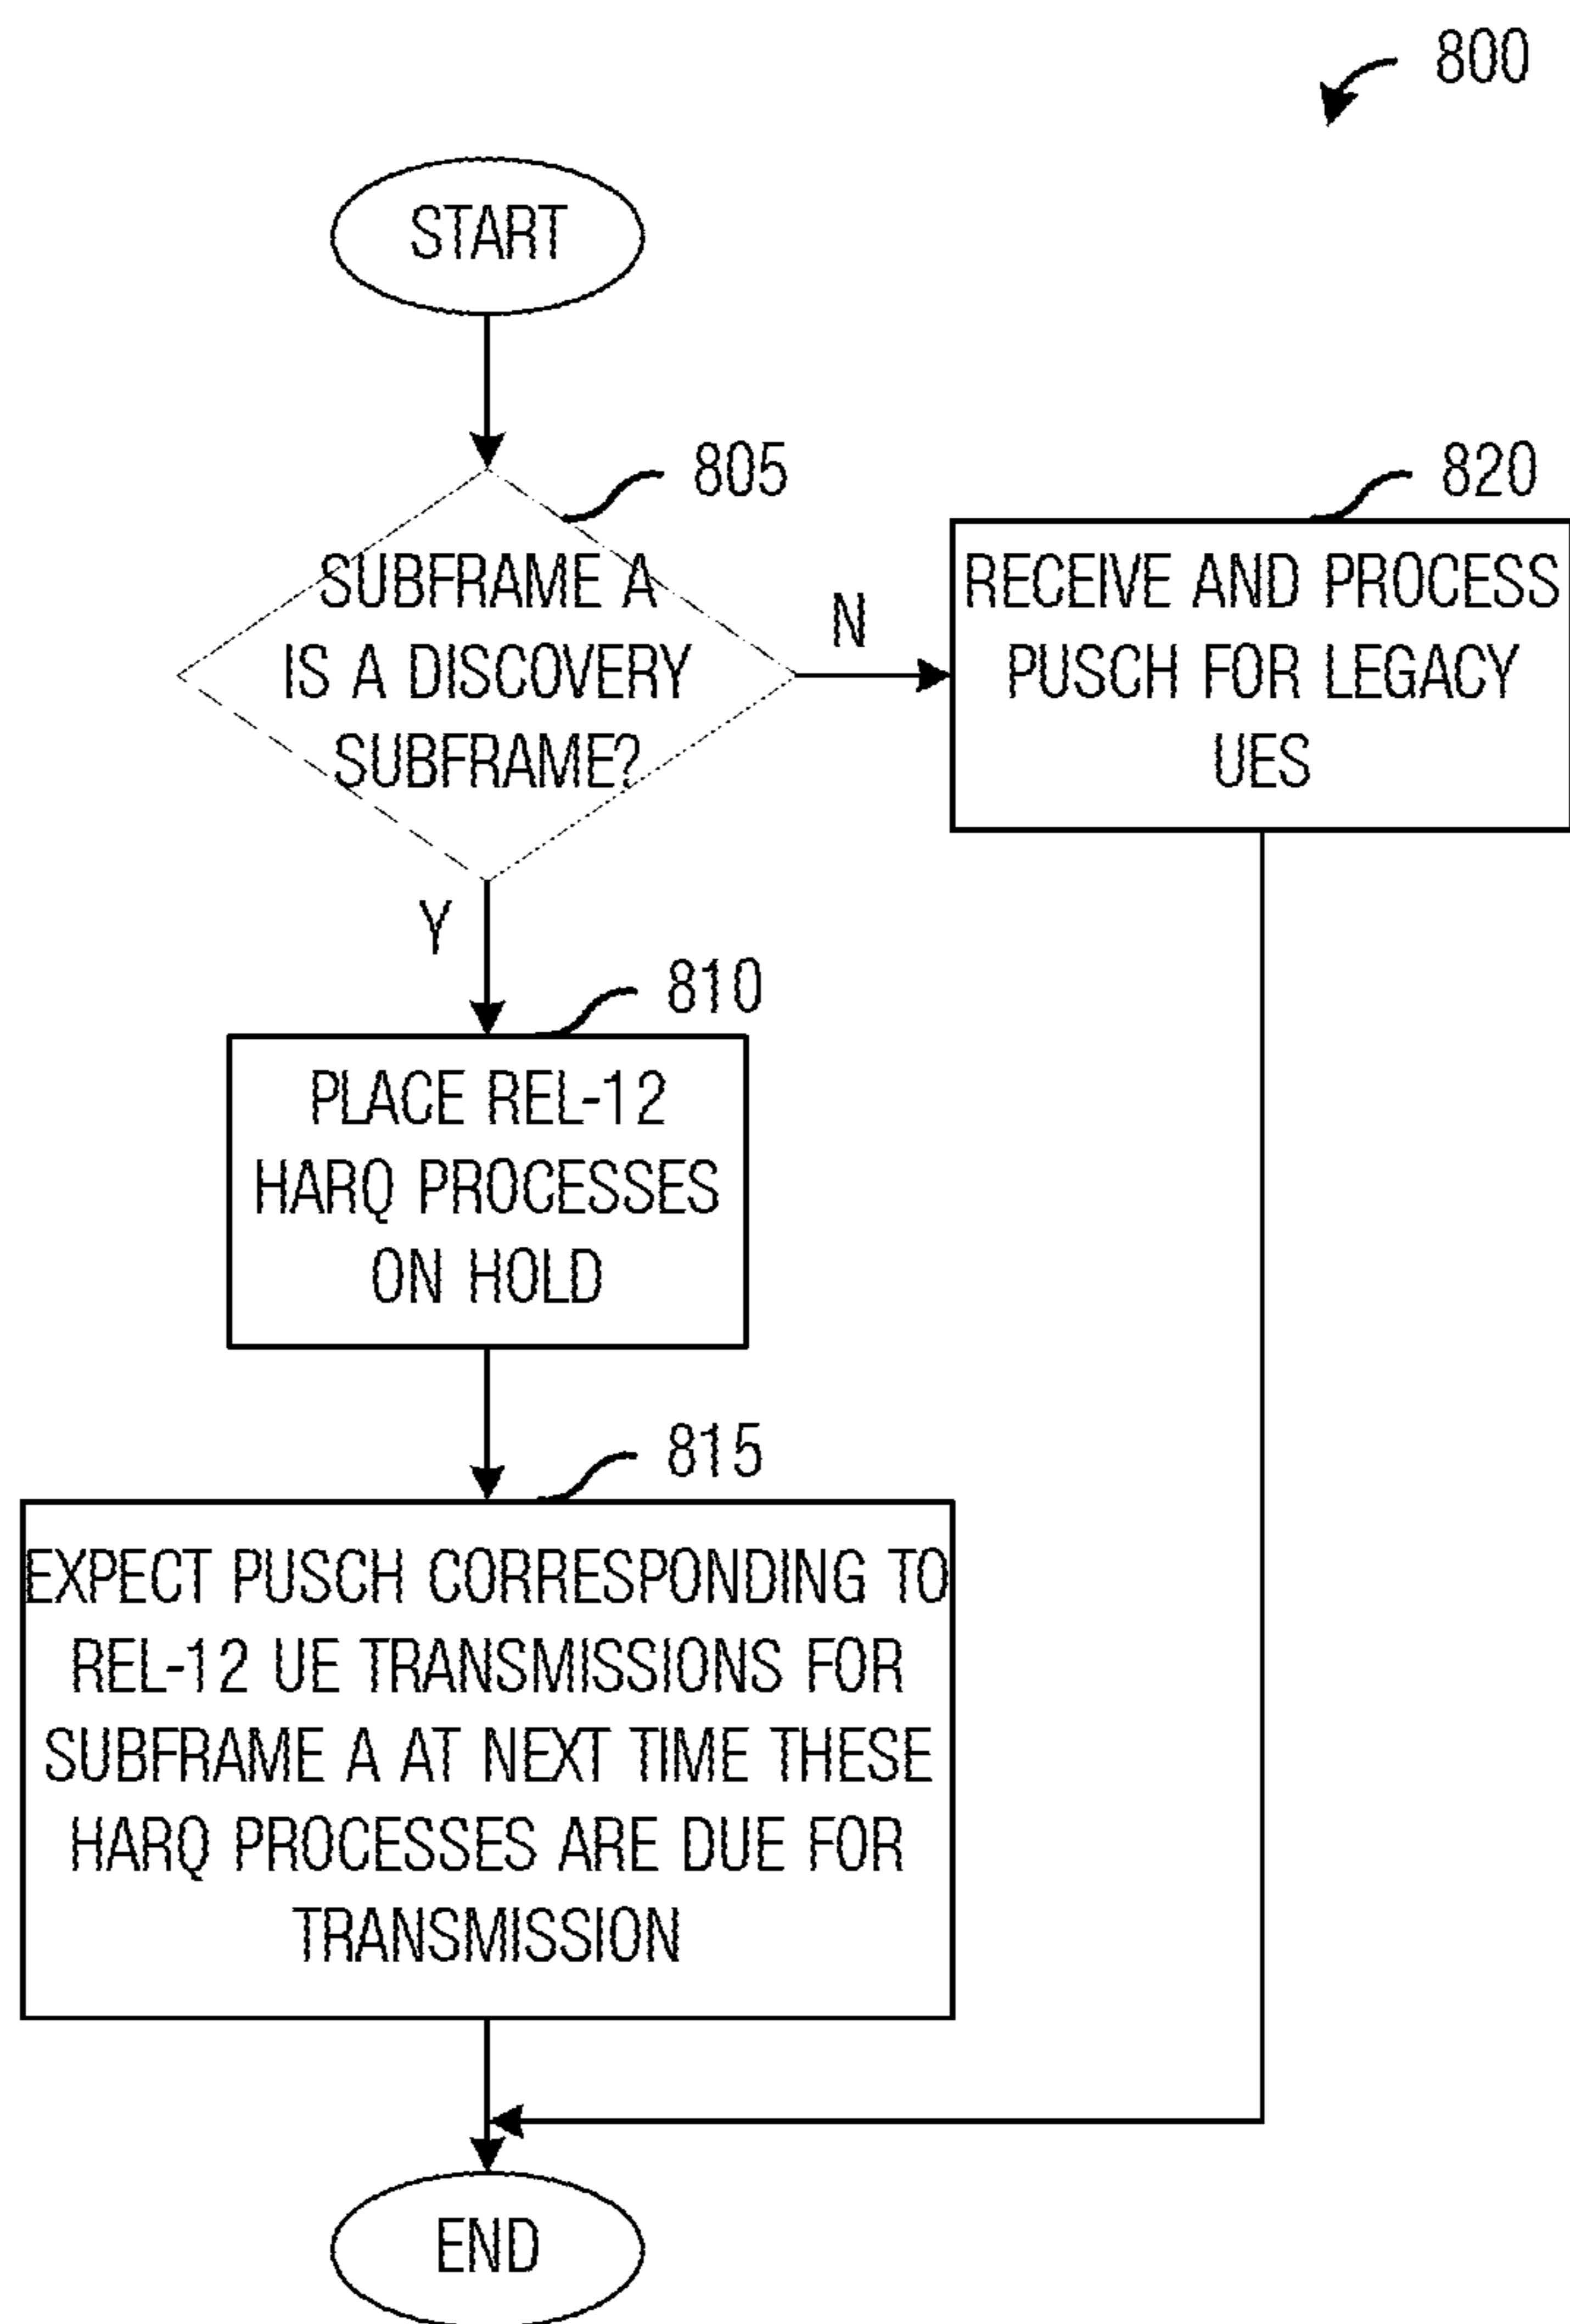 800
START
805
SUBFRAME A
IS A DISCOVERY
SUBFRAME?
N
820
RECEIVE AND PROCESS
PUSCH FOR LEGACY
UES
Y
810
PLACE REL-12
HARQ PROCESSES
ON HOLD
815
EXPECT PUSCH CORRESPONDING TO
REL-12 UE TRANSMISSIONS FOR
SUBFRAME A AT NEXT TIME THESE
HARQ PROCESSES ARE DUE FOR
TRANSMISSION
END